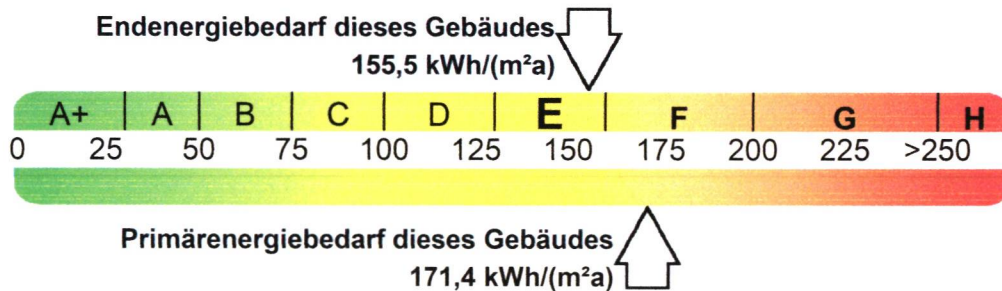 Endenergiebedarf dieses Gebäudes
155,5 kWh/(m²a)
A+ A B C D E F G H
0 25 50 75 100 125 150 175 200 225 >250
Primärenergiebedarf dieses Gebäudes
171,4 kWh/(m²a)